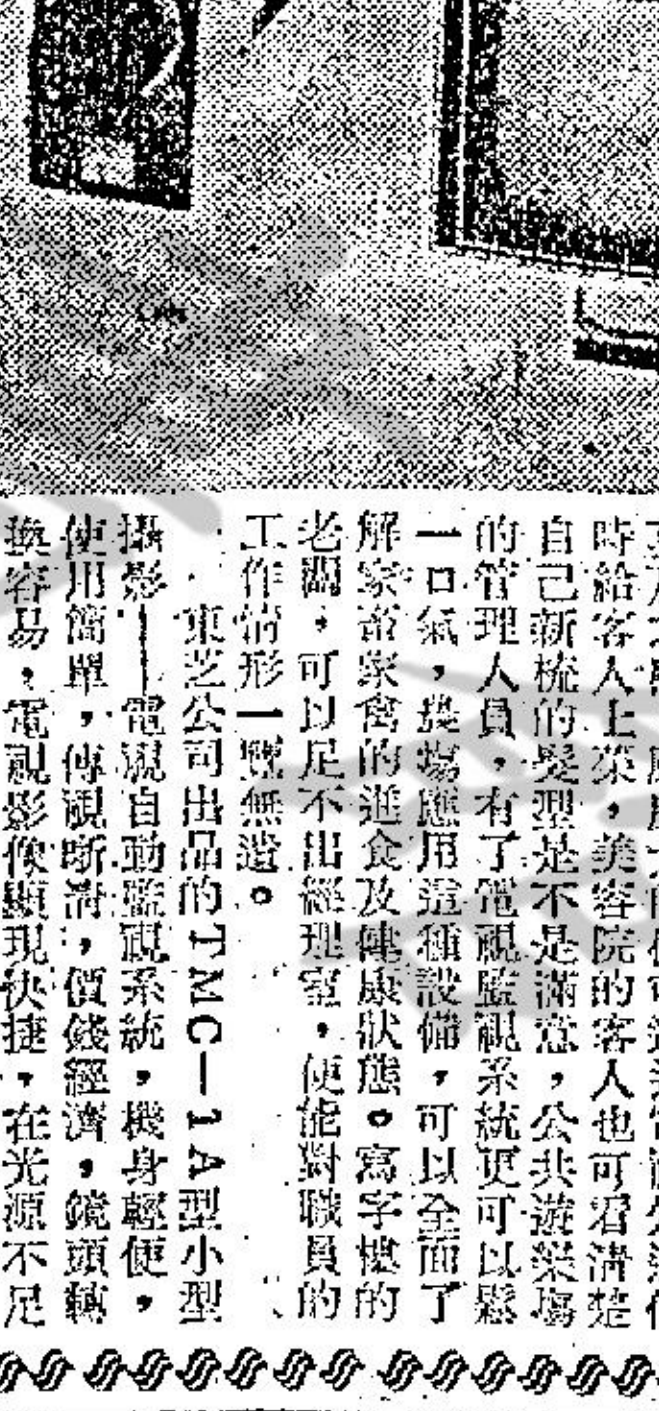 時給客人上菜，美容院的客人也可看清楚
自己新梳的髮型是不是滿意，公共遊樂場
的管理人員，有了電視監視系統更可以鬆
一口氣，農場應用這種設備，可以全面了
解家畜家禽的進食及健康狀態。寫字樓的
老闆，可以足不出經理室，便能對職員的
工作情形一覽無遺。
東芝公司出品的TMC—1A型小型
攝影——電視自動監視系統，機身輕便，
使用簡單，傳視晰清，價錢經濟，鏡頭轉
換容易，電視影像顯現快捷，在光源不足